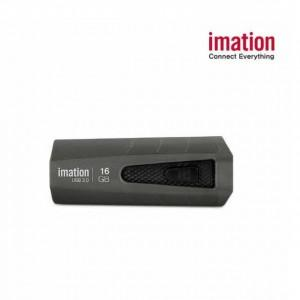 imation
Connect Everything
imation
USB 3.0
16
GB